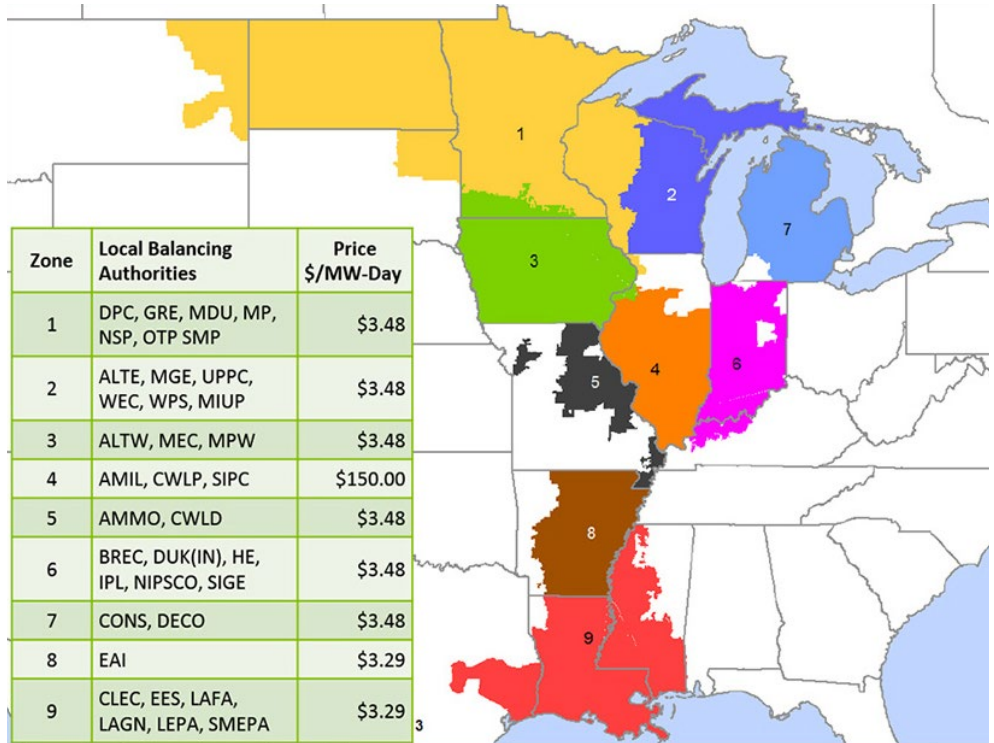 Zone Local Balancing Authorities Price $/MW-Day
1 DPC, GRE, MDU, MP, NSP, OTP SMP $3.48
2 ALTE, MGE, UPPC, WEC, WPS, MIUP $3.48
3 ALTW, MEC, MPW $3.48
4 AMIL, CWLP, SIPC $150.00
5 AMMO, CWLD $3.48
6 BREC, DUK(IN), HE, IPL, NIPSCO, SIGE $3.48
7 CONS, DECO $3.48
8 EAI $3.29
9 CLEC, EES, LAFA, LAGN, LEPA, SMEPA $3.29
3
1
2
7
3
4
6
5
8
9